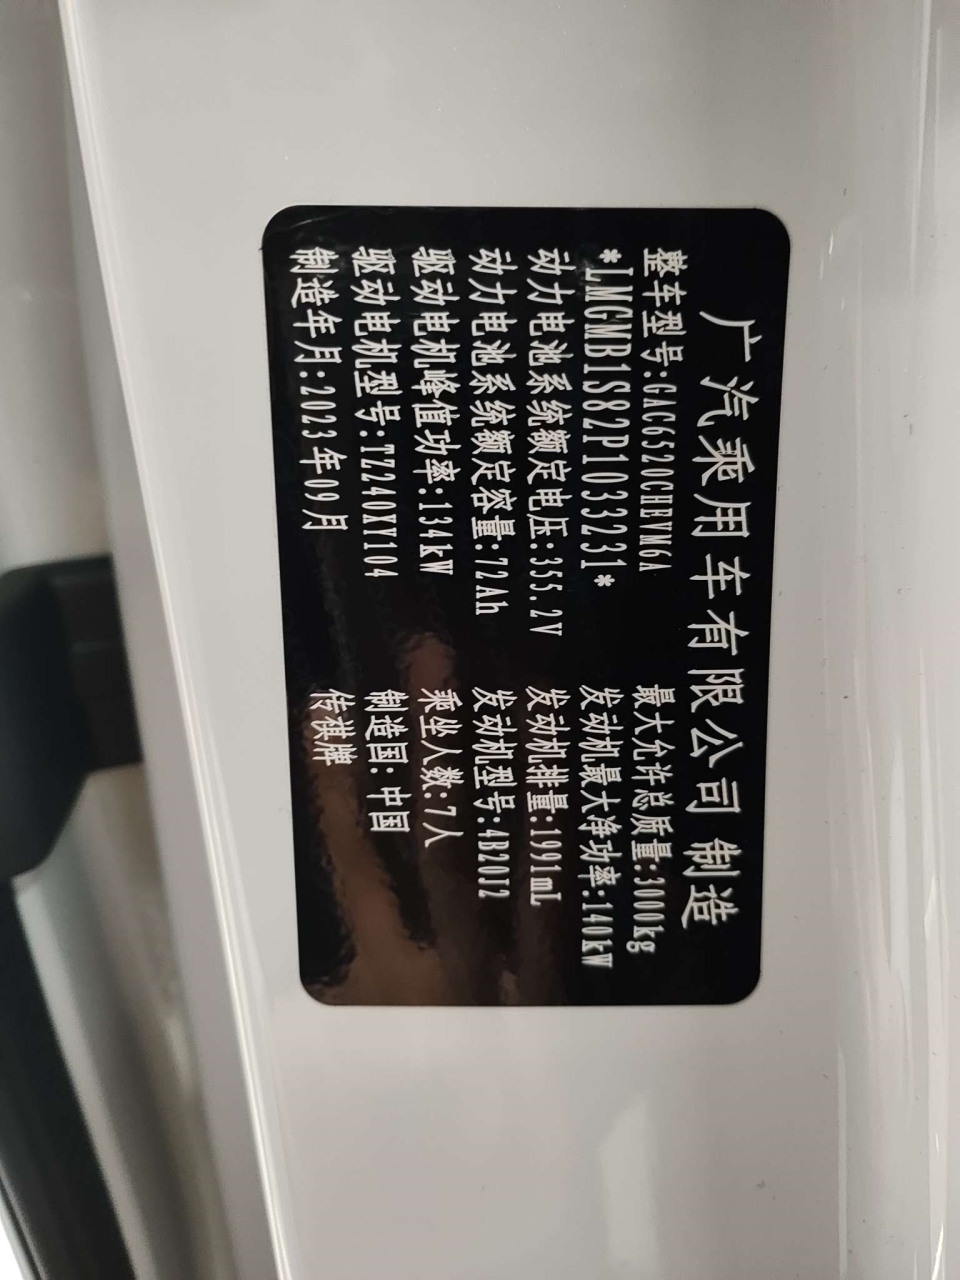 广汽乘用车有限公司 制造
整车型号:GAC6520CHEVM6A
最大允许总质量:3000kg
*LMGMB1S82P1033231*
发动机最大净功率:140kW
动力电池系统额定电压:355.2V
发动机排量:1991mL
动力电池系统额定容量:72Ah
发动机型号:4B20J2
驱动电机峰值功率:134kW
乘坐人数:7人
驱动电机型号:TZ240XY104
制造国:中国
制造年月:2023年09月
传祺牌